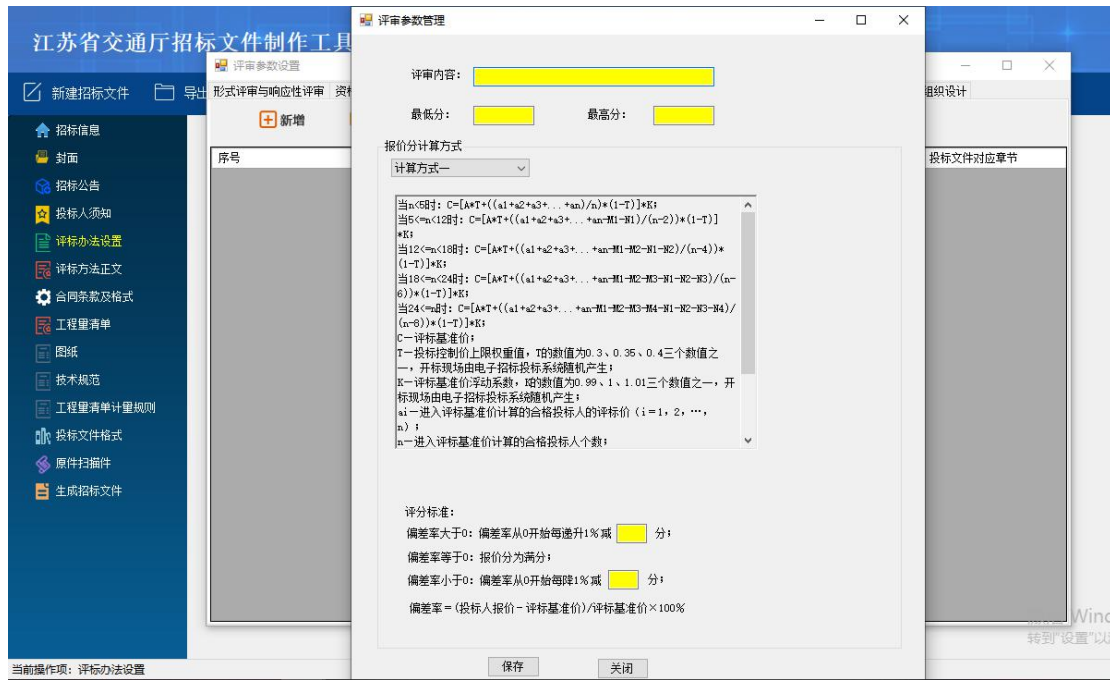 江苏省交通厅招标文件制作工具
新建招标文件
导出
招标信息
封面
招标公告
投标人须知
评标办法设置
评标方法正文
合同条款及格式
工程量清单
图纸
技术规范
工程量清单计量规则
投标文件格式
原件扫描件
生成招标文件
当前操作项：评标办法设置
评审参数设置
形式评审与响应性评审 资
组织设计
新增
序号
投标文件对应章节
评审参数管理
评审内容：
最低分： 最高分：
报价分计算方式
计算方式一
当n<5时：C=[A*T+((a1+a2+a3+...+an)/n)*(1-T)]*K;
当5<=n<12时：C=[A*T+((a1+a2+a3+...+an-M1-N1)/(n-2))*(1-T)]
*K;
当12<=n<18时：C=[A*T+((a1+a2+a3+...+an-M1-M2-N1-N2)/(n-4))*
(1-T)]*K;
当18<=n<24时：C=[A*T+((a1+a2+a3+...+an-M1-M2-M3-N1-N2-N3)/(n-
6))*(1-T)]*K;
当24<=n时：C=[A*T+((a1+a2+a3+...+an-M1-M2-M3-M4-N1-N2-N3-N4)/
(n-8))*(1-T)]*K;
C—评标基准价;
T—投标控制价上限权重值，T的数值为0.3、0.35、0.4三个数值之
一，开标现场由电子招标投标系统随机产生;
K—评标基准价浮动系数，K的数值为0.99、1、1.01三个数值之一，开
标现场由电子招标投标系统随机产生;
ai—进入评标基准价计算的合格投标人的评标价（i=1，2，…，
n）;
n—进入评标基准价计算的合格投标人个数;
评分标准：
偏差率大于0：偏差率从0开始每递升1%减 分;
偏差率等于0：报价分为满分;
偏差率小于0：偏差率从0开始每降1%减 分;
偏差率=(投标人报价-评标基准价)/评标基准价×100%
保存 关闭
Wind
转到"设置"以